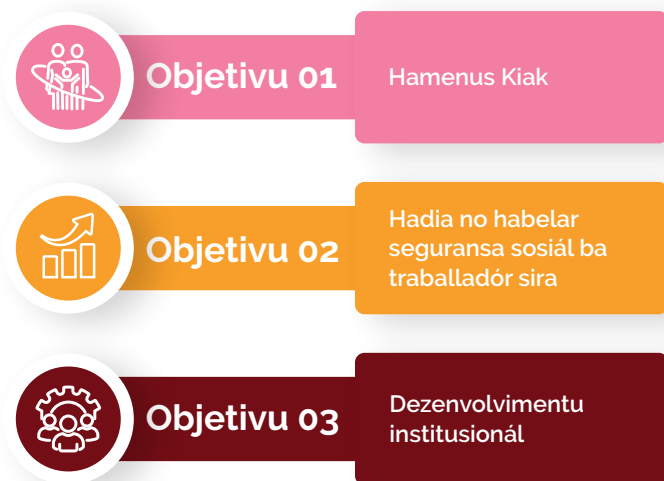 Objetivu 01
Hamenus Kiak
Objetivu 02
Hadia no habelar
seguransa sosiál ba
traballadór sira
Objetivu 03
Dezenvolvimentu
institusionál